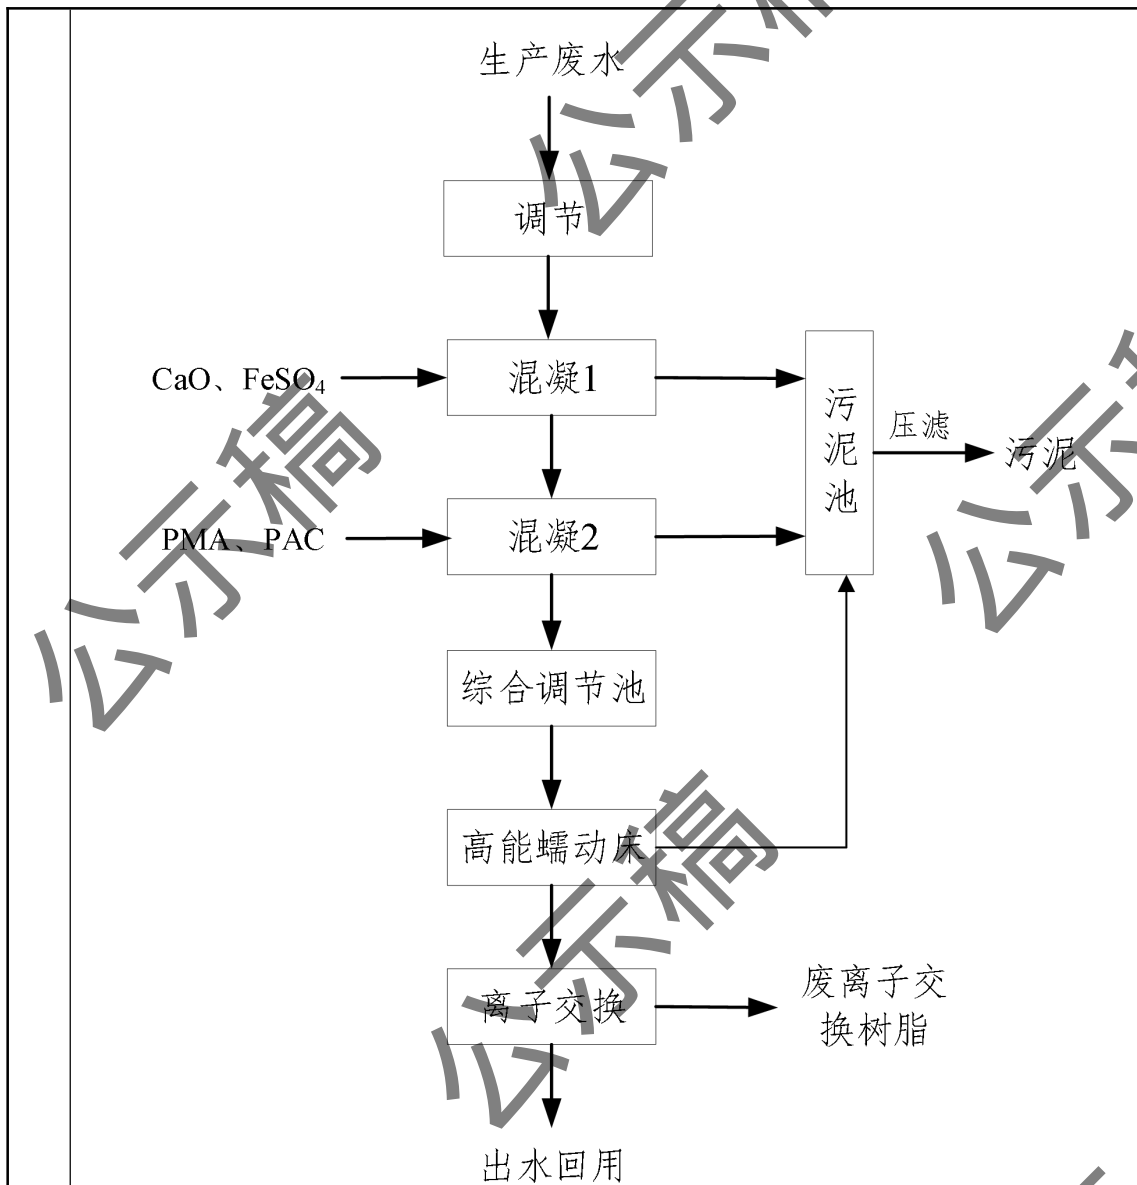 生产废水
调节
CaO、FeSO₄
混凝1
污泥池
压滤
污泥
PMA、PAC
混凝2
综合调节池
高能蠕动床
离子交换
废离子交
换树脂
出水回用
公示稿
公示稿
公示稿
公示稿